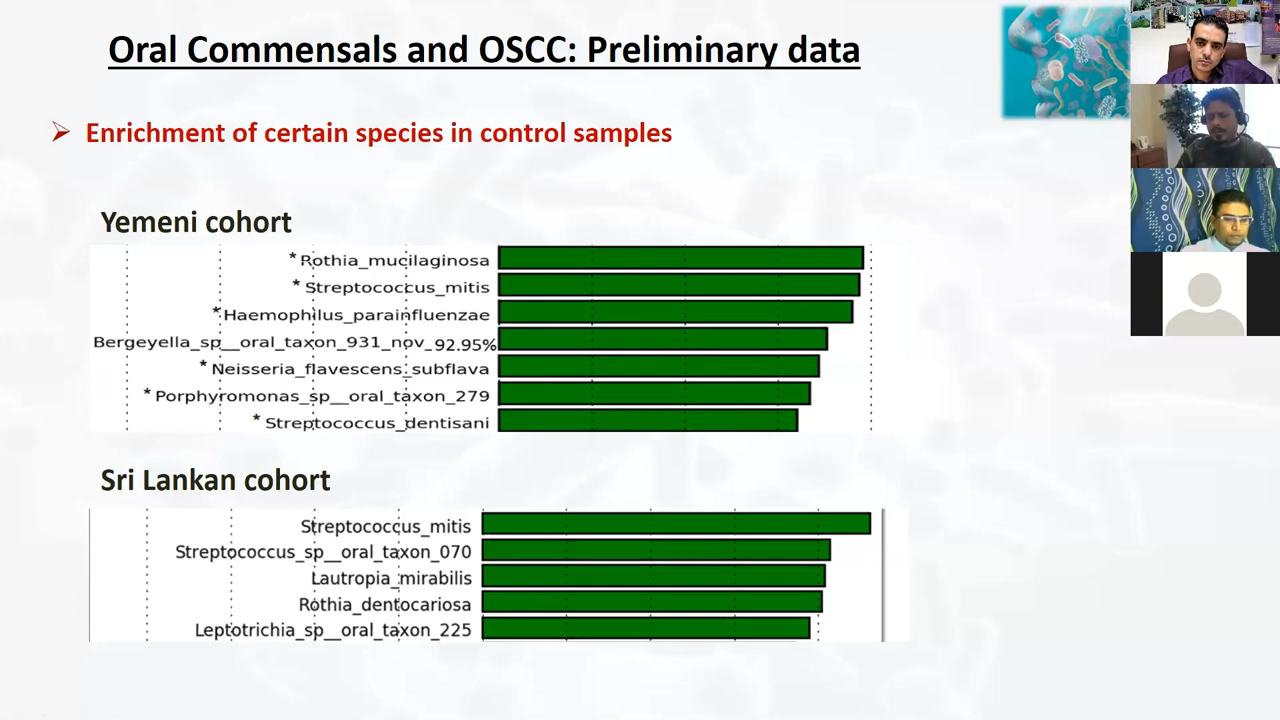 Oral Commensals and OSCC: Preliminary data
➢ Enrichment of certain species in control samples
Yemeni cohort
* Rothia_mucilaginosa
* Streptococcus_mitis
* Haemophilus_parainfluenzae
Bergeyella_sp__oral_taxon_931_nov_92.95%
* Neisseria_flavescens_subflava
* Porphyromonas_sp__oral_taxon_279
* Streptococcus_dentisani
Sri Lankan cohort
Streptococcus_mitis
Streptococcus_sp__oral_taxon_070
Lautropia_mirabilis
Rothia_dentocariosa
Leptotrichia_sp__oral_taxon_225